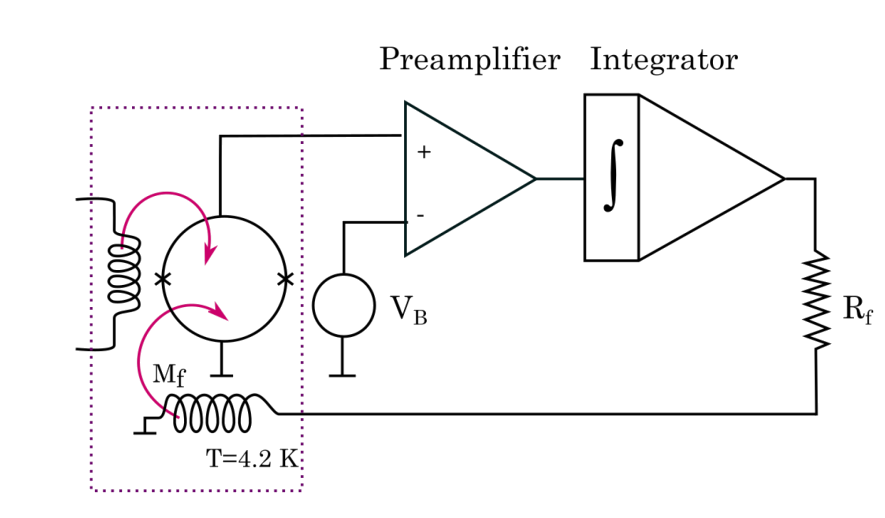 Preamplifier Integrator
+
∫
-
V_B
R_f
M_f
T=4.2 K